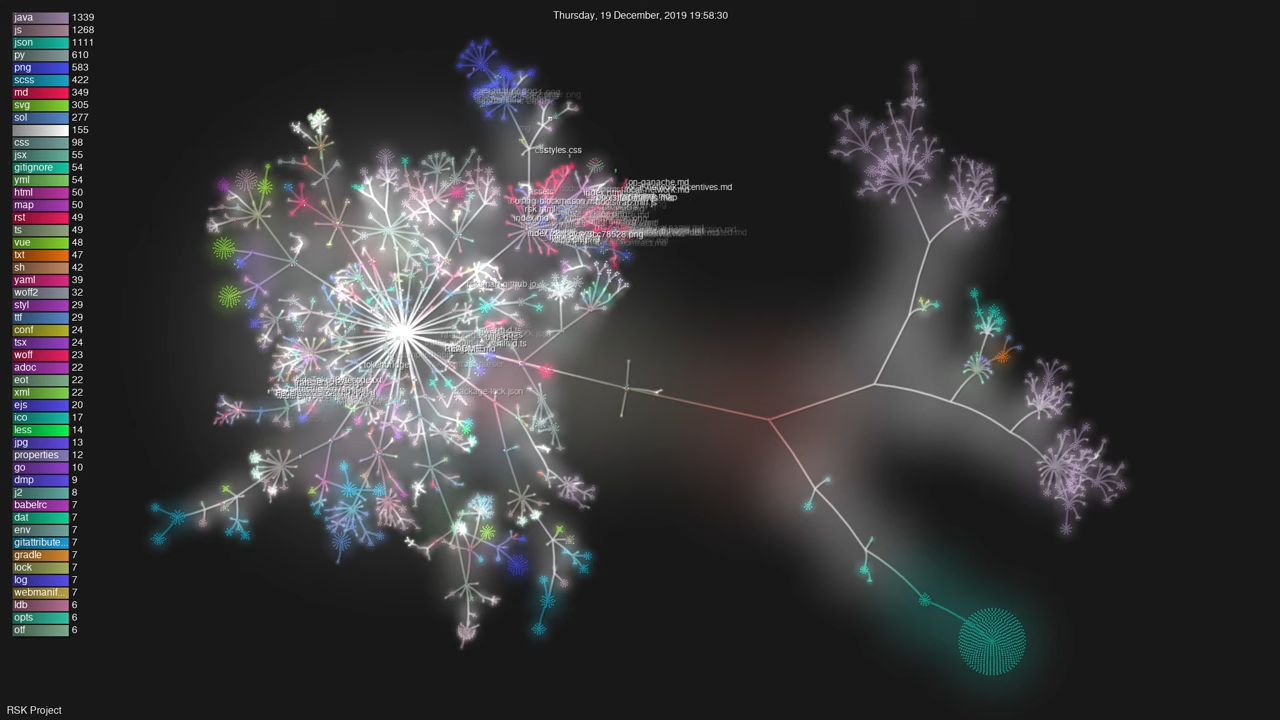 Thursday, 19 December, 2019 19:58:30
java 1339
js 1268
json 1111
py 610
png 583
scss 422
md 349
svg 305
sol 277
155
css 98
jsx 55
gitignore 54
yml 54
html 50
map 50
rst 49
ts 49
vue 48
txt 47
sh 42
yaml 39
woff2 32
styl 29
ttf 29
conf 24
tsx 24
woff 23
adoc 22
eot 22
xml 22
ejs 20
ico 17
less 14
jpg 13
properties 12
go 10
dmp 9
j2 8
babelrc 7
dat 7
env 7
gitattribute... 7
gradle 7
lock 7
log 7
webmanif... 7
ldb 6
opts 6
otf 6
styles.css
README.md
package-lock.json
index.md
RSK Project